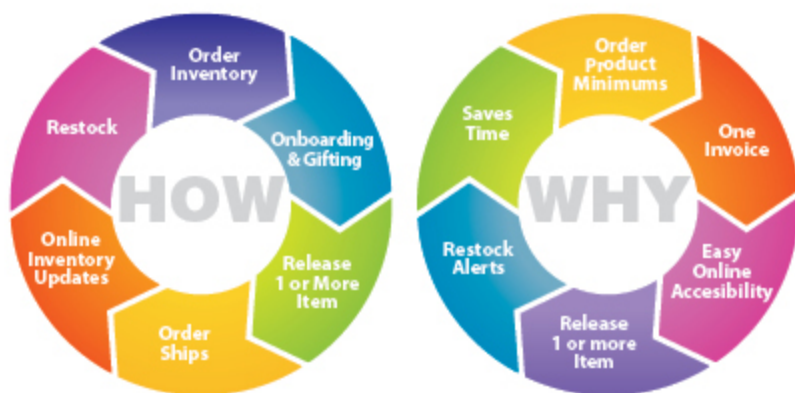 Order
Inventory
Onboarding
& Gifting
Release
1 or More
Item
Order
Ships
Online
Inventory
Updates
Restock
HOW
Order
Product
Minimums
One
Invoice
Easy
Online
Accesibility
Release
1 or more
Item
Restock
Alerts
Saves
Time
WHY